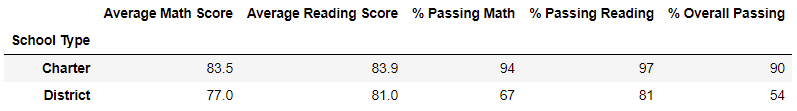 Average Math Score Average Reading Score % Passing Math % Passing Reading % Overall Passing
School Type
Charter 83.5 83.9 94 97 90
District 77.0 81.0 67 81 54